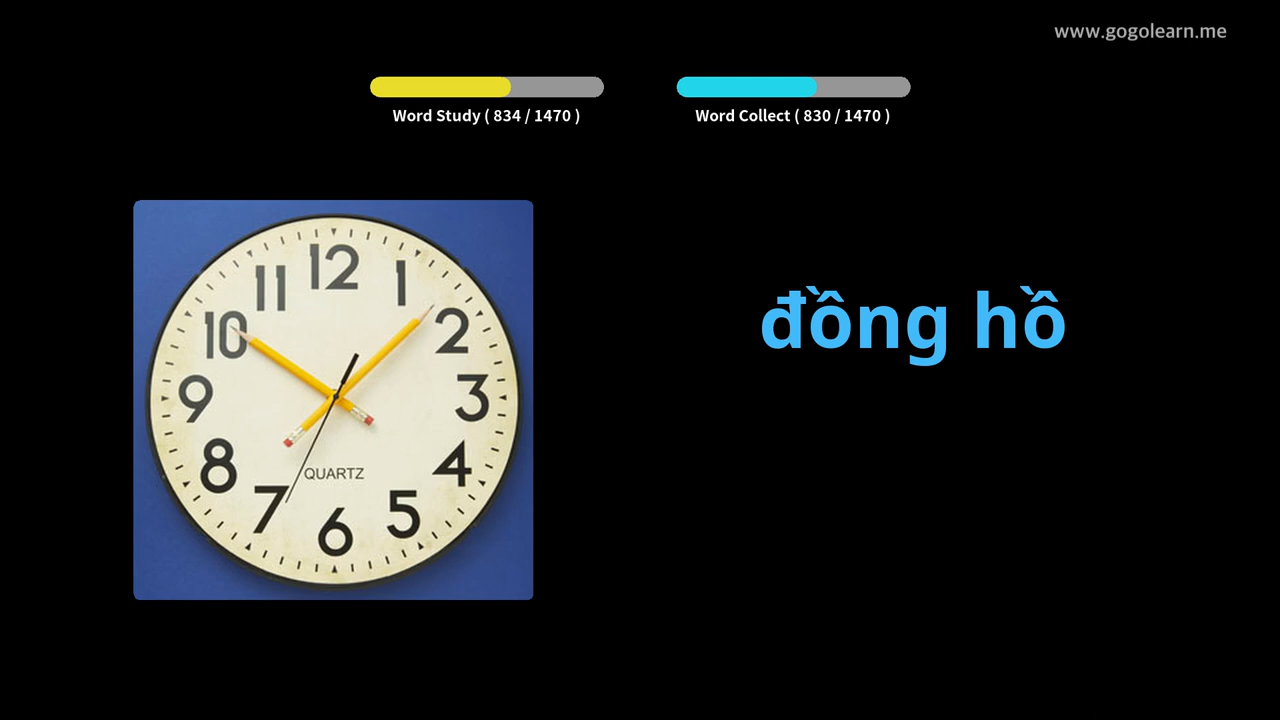 www.gogolearn.me
Word Study ( 834 / 1470 )
Word Collect ( 830 / 1470 )
12
11
1
10
2
9
3
8
4
7
5
6
QUARTZ
đồng hồ